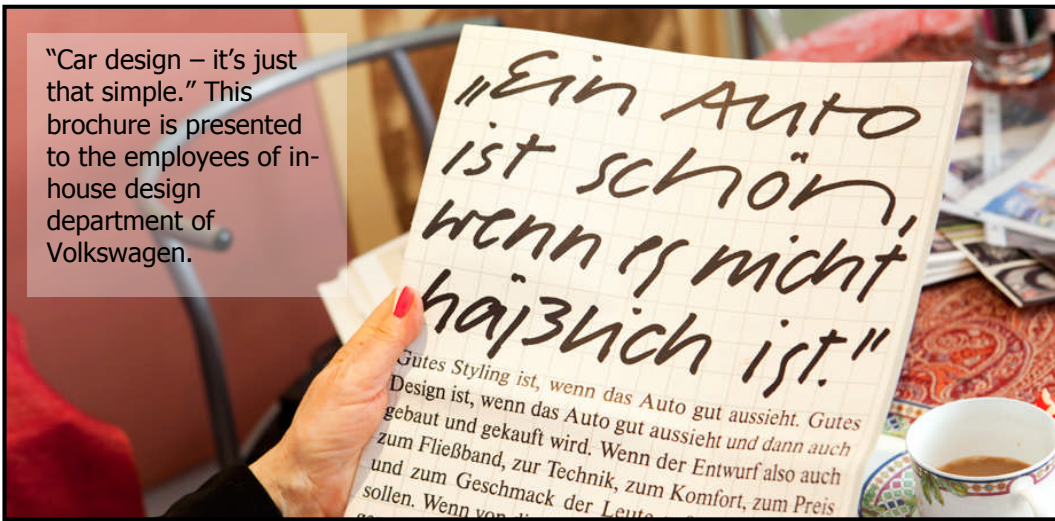 “Car design – it’s just
that simple.” This
brochure is presented
to the employees of in-
house design
department of
Volkswagen.
„Ein Auto
ist schön,
wenn es nicht
häßlich ist.“
Gutes Styling ist, wenn das Auto gut aussieht. Gutes
Design ist, wenn das Auto gut aussieht und dann auch
gebaut und gekauft wird. Wenn der Entwurf also auch
zum Fließband, zur Technik, zum Komfort, zum Preis
und zum Geschmack der Leute
sollen. Wenn von